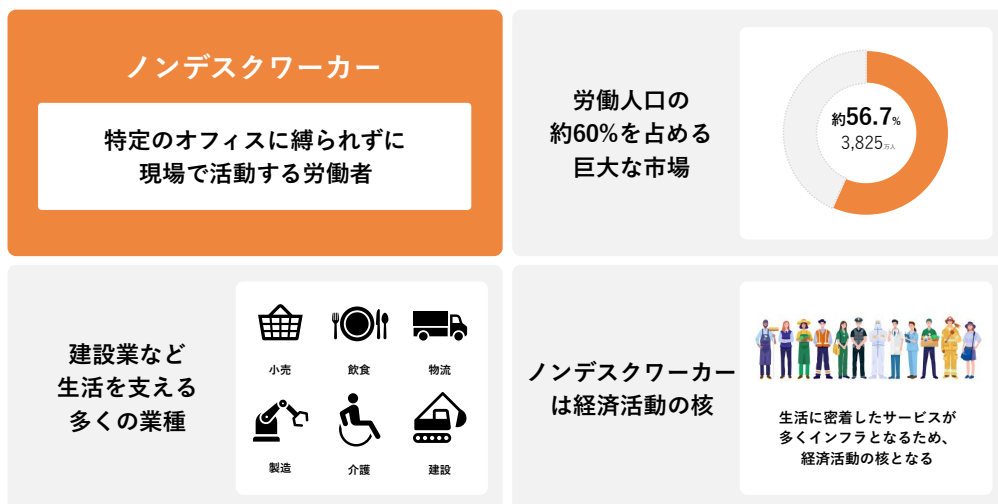 ノンデスクワーカー
特定のオフィスに縛られずに
現場で活動する労働者
労働人口の
約60%を占める
巨大な市場
約56.7%
3,825万人
建設業など
生活を支える
多くの業種
小売
飲食
物流
製造
介護
建設
ノンデスクワーカー
は経済活動の核
生活に密着したサービスが
多くインフラとなるため、
経済活動の核となる